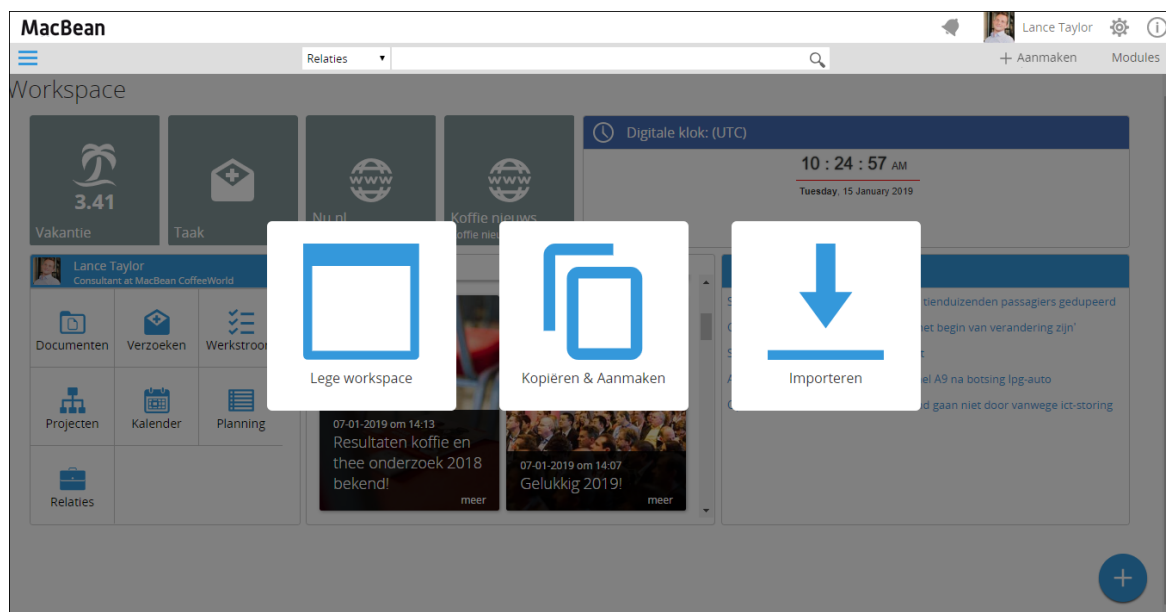 MacBean
Lance Taylor
Relaties
Aanmaken
Modules
Workspace
3.41
Vakantie
Taak
Nu.nl
Koffie nieuws
Digitale klok: (UTC)
10 : 24 : 57 AM
Tuesday, 15 January 2019
Lance Taylor
Consultant at MacBean CoffeeWorld
Documenten
Verzoeken
Projecten
Kalender
Planning
Relaties
Lege workspace
Kopiëren & Aanmaken
Importeren
07-01-2019 om 14:13
Resultaten koffie en
thee onderzoek 2018
bekend!
meer
07-01-2019 om 14:07
Gelukkig 2019!
meer
tienduizenden passagiers gedupeerd
begin van verandering zijn'
A9 na botsing lpg-auto
gaan niet door vanwege ict-storing